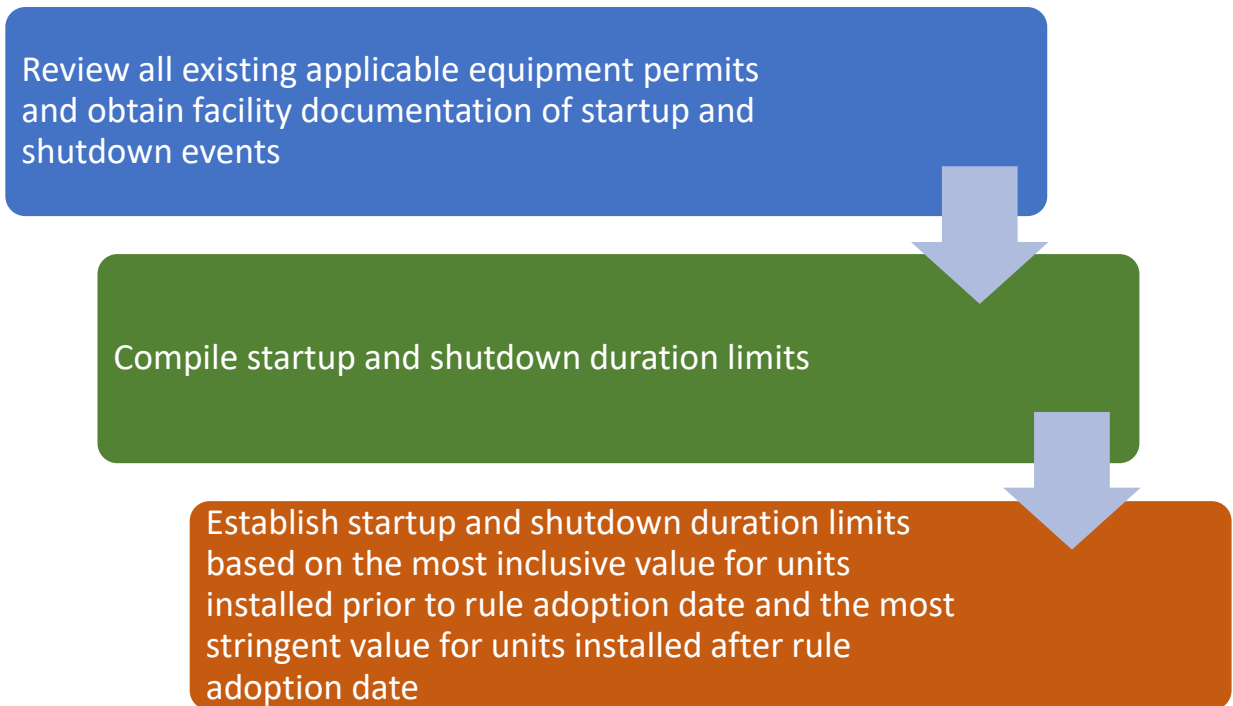 Review all existing applicable equipment permits
and obtain facility documentation of startup and
shutdown events
Compile startup and shutdown duration limits
Establish startup and shutdown duration limits
based on the most inclusive value for units
installed prior to rule adoption date and the most
stringent value for units installed after rule
adoption date